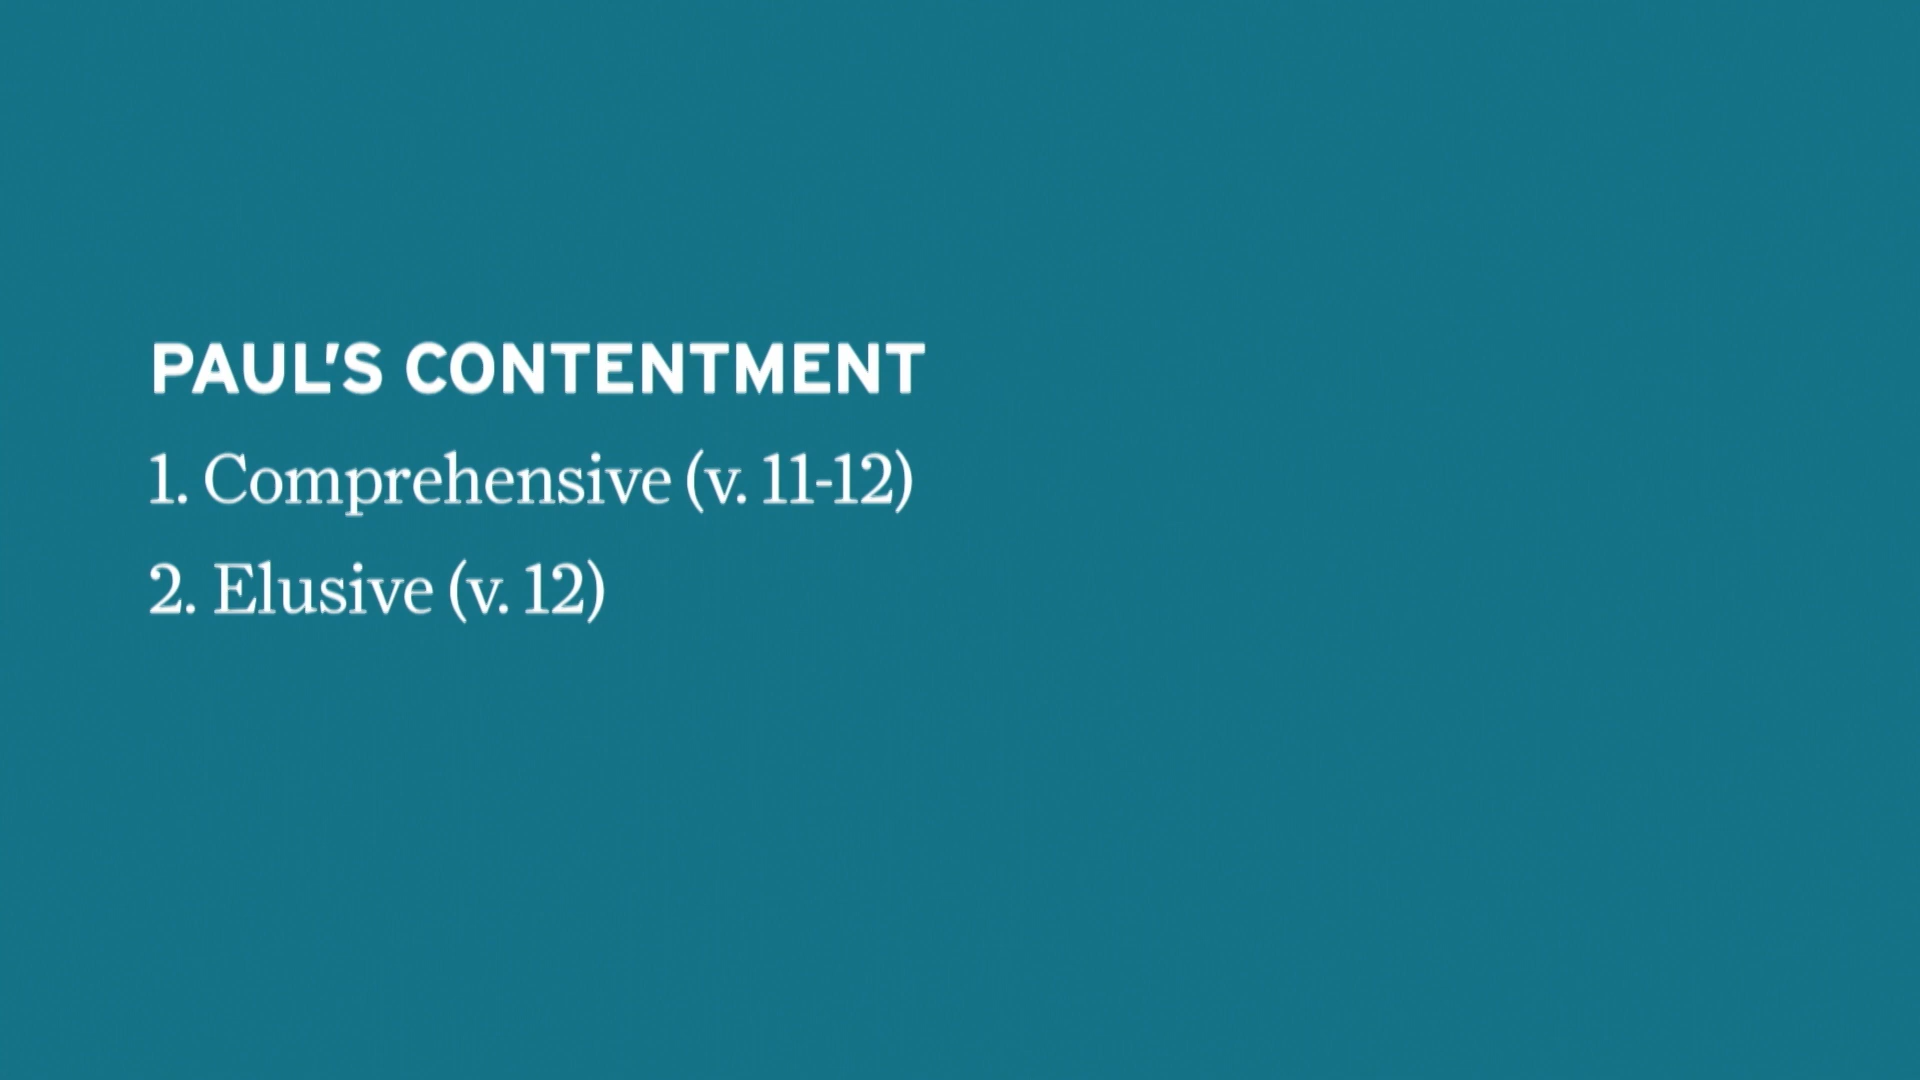 PAUL'S CONTENTMENT
1. Comprehensive (v. 11-12)
2. Elusive (v. 12)